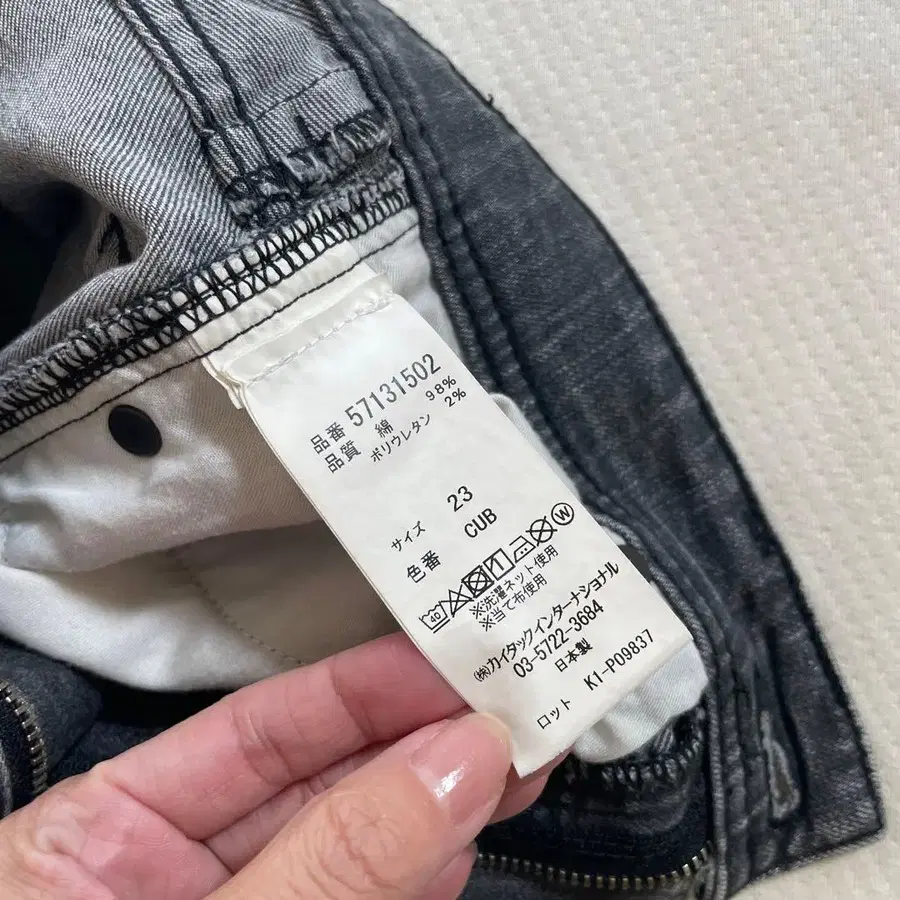 品番 57131502
品質 綿 98%
ポリウレタン 2%
サイズ 23
色番 CUB
40 W
※洗濯ネット使用
※当て布使用
㈱カイタックインターナショナル
03-5722-3684
日本製
ロット K1-P09837